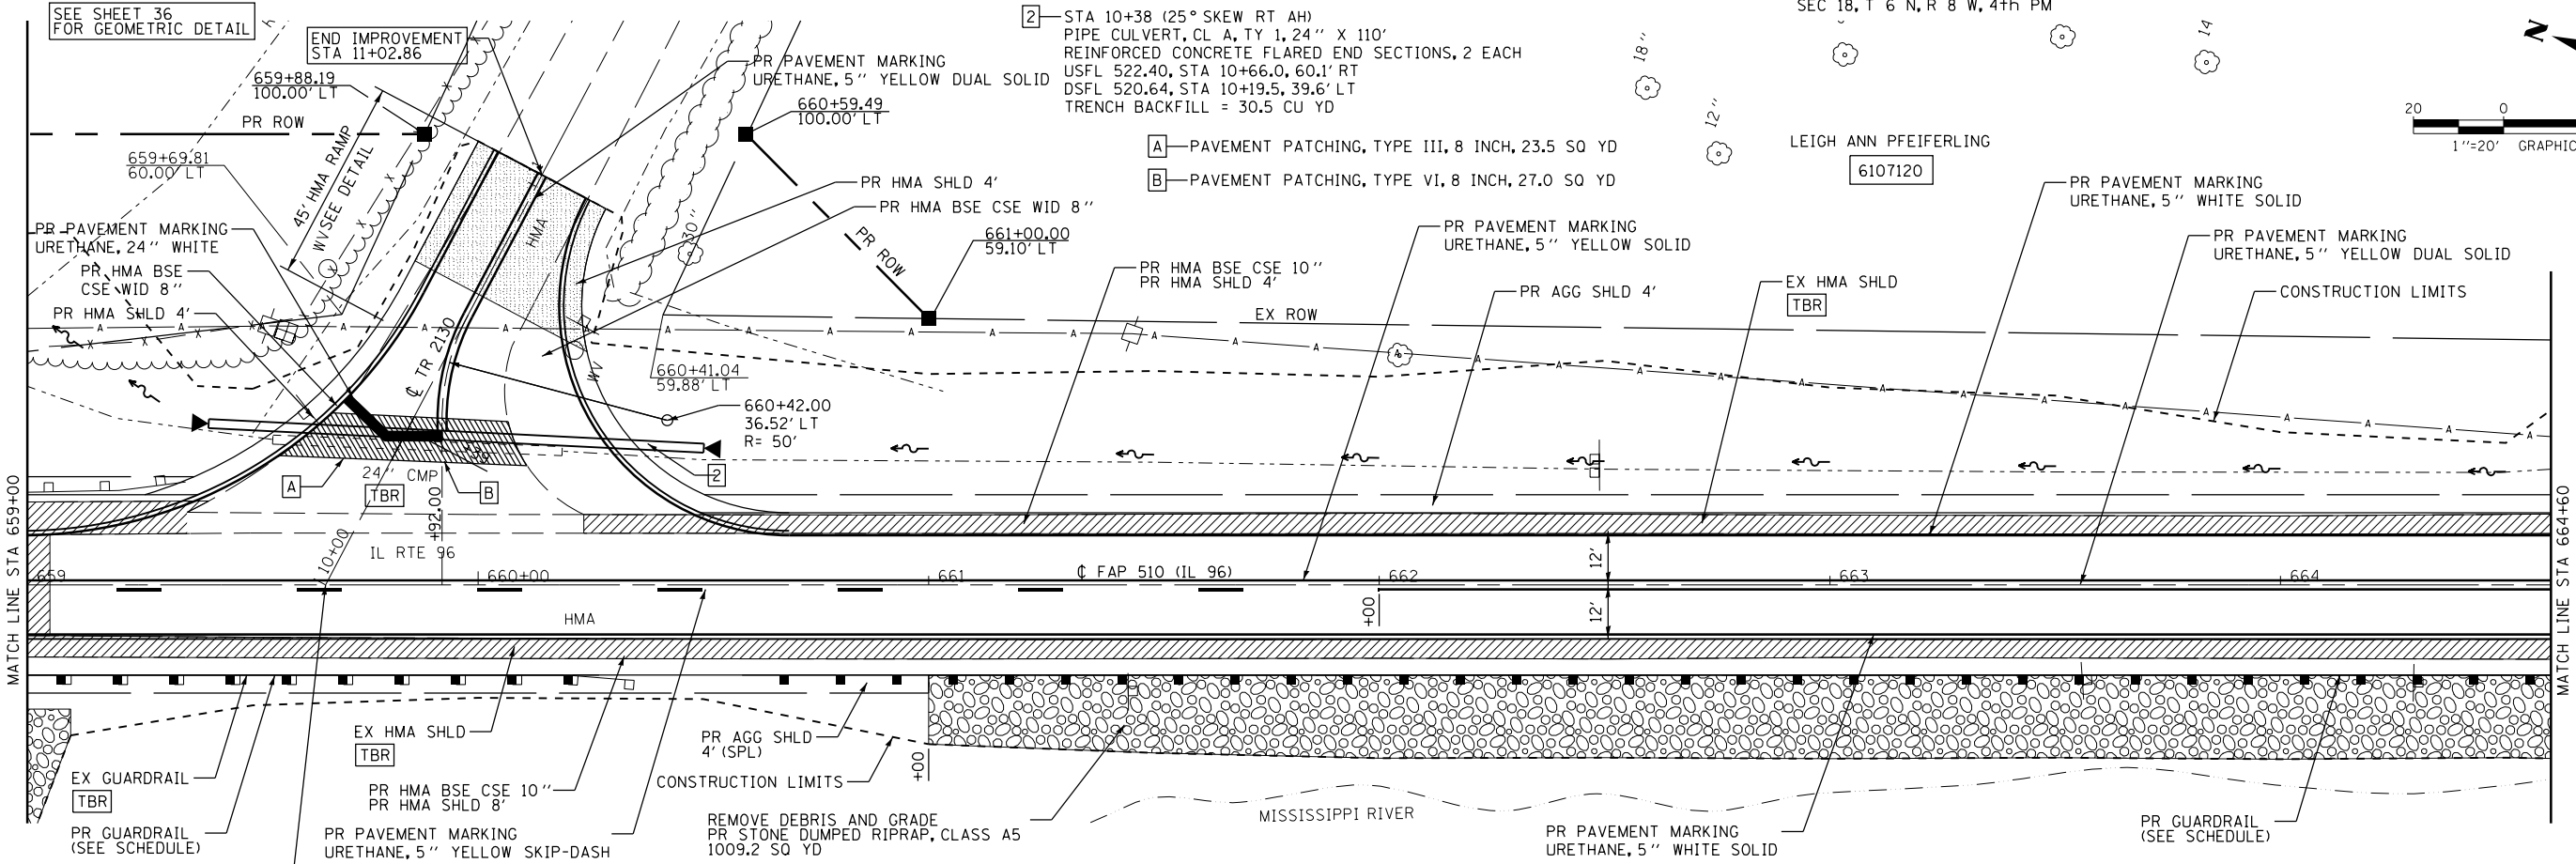 SEE SHEET 36
FOR GEOMETRIC DETAIL
END IMPROVEMENT
STA 11+02.86
659+88.19
100.00' LT
PR ROW
659+69.81
60.00' LT
45' HMA RAMP
SEE DETAIL
WV
PR PAVEMENT MARKING
URETHANE, 24" WHITE
PR HMA BSE
CSE WID 8"
PR HMA SHLD 4'
PR PAVEMENT MARKING
URETHANE, 5" YELLOW DUAL SOLID
660+59.49
100.00' LT
PR HMA SHLD 4'
PR HMA BSE CSE WID 8"
HMA
30"
PR ROW
661+00.00
59.10' LT
2 STA 10+38 (25° SKEW RT AH)
PIPE CULVERT, CL A, TY 1, 24" X 110'
REINFORCED CONCRETE FLARED END SECTIONS, 2 EACH
USFL 522.40, STA 10+66.0, 60.1' RT
DSFL 520.64, STA 10+19.5, 39.6' LT
TRENCH BACKFILL = 30.5 CU YD
A PAVEMENT PATCHING, TYPE III, 8 INCH, 23.5 SQ YD
B PAVEMENT PATCHING, TYPE VI, 8 INCH, 27.0 SQ YD
SEC 18, T 6 N, R 8 W, 4th PM
18"
12"
14
N
20 0
1"=20' GRAPHIC
LEIGH ANN PFEIFERLING
6107120
PR PAVEMENT MARKING
URETHANE, 5" WHITE SOLID
PR PAVEMENT MARKING
URETHANE, 5" YELLOW SOLID
PR PAVEMENT MARKING
URETHANE, 5" YELLOW DUAL SOLID
PR HMA BSE CSE 10"
PR HMA SHLD 4'
PR AGG SHLD 4'
EX HMA SHLD
TBR
CONSTRUCTION LIMITS
EX ROW
℄ TR 2130
WV
660+41.04
59.88' LT
660+42.00
36.52' LT
R= 50'
2
A
24" CMP
TBR
B
+92.00
110+00
IL RTE 96
MATCH LINE STA 659+00
659
660+00
661
℄ FAP 510 (IL 96)
662
663
664
12'
12'
+00
HMA
MATCH LINE STA 664+60
EX HMA SHLD
TBR
EX GUARDRAIL
TBR
PR HMA BSE CSE 10"
PR HMA SHLD 8'
PR GUARDRAIL
(SEE SCHEDULE)
PR PAVEMENT MARKING
URETHANE, 5" YELLOW SKIP-DASH
PR AGG SHLD
4' (SPL)
CONSTRUCTION LIMITS
+00
REMOVE DEBRIS AND GRADE
PR STONE DUMPED RIPRAP, CLASS A5
1009.2 SQ YD
MISSISSIPPI RIVER
PR PAVEMENT MARKING
URETHANE, 5" WHITE SOLID
PR GUARDRAIL
(SEE SCHEDULE)